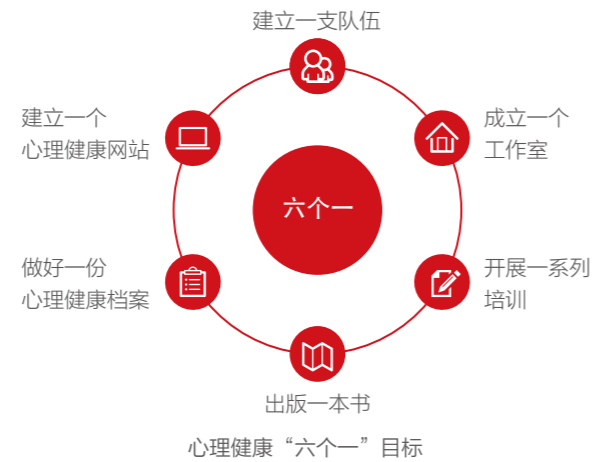 建立一支队伍
建立一个
心理健康网站
成立一个
工作室
六个一
做好一份
心理健康档案
开展一系列
培训
出版一本书
心理健康“六个一”目标